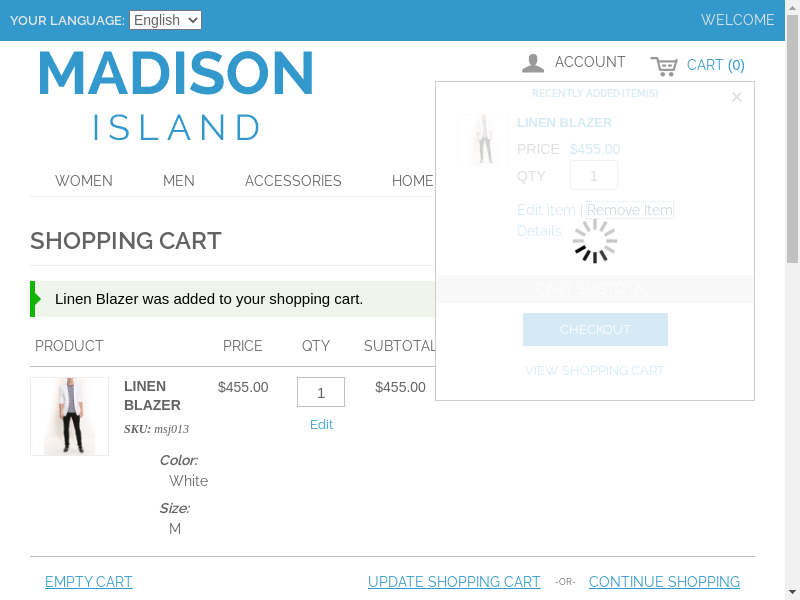 YOUR LANGUAGE: English WELCOME
MADISON
ISLAND
ACCOUNT CART (0)
RECENTLY ADDED ITEM(S) ×
LINEN BLAZER
PRICE $455.00
QTY 1
Edit item | Remove Item
Details
CART SUBTOTAL:
CHECKOUT
VIEW SHOPPING CART
WOMEN MEN ACCESSORIES HOME
SHOPPING CART
Linen Blazer was added to your shopping cart.
PRODUCT PRICE QTY SUBTOTAL
LINEN BLAZER $455.00 1 $455.00
SKU: msj013 Edit
Color:
White
Size:
M
EMPTY CART UPDATE SHOPPING CART -OR- CONTINUE SHOPPING